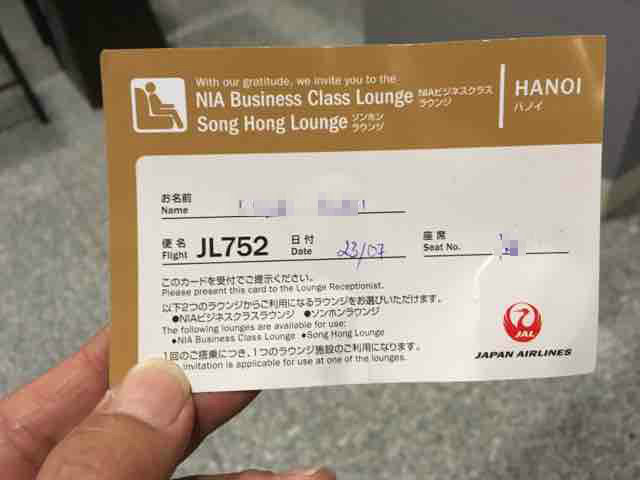 With our gratitude, we invite you to the
NIA Business Class Lounge NIAビジネスクラス ラウンジ
Song Hong Lounge ソンホン ラウンジ
HANOI
ハノイ
お名前
Name
便名 Flight JL752 日付 Date 23/07 座席 Seat No.
このカードを受付でご提示ください。
Please present this card to the Lounge Receptionist.
以下2つのラウンジからご利用になるラウンジをお選びいただけます。
●NIAビジネスクラスラウンジ ●ソンホンラウンジ
The following lounges are available for use:
●NIA Business Class Lounge ●Song Hong Lounge
1回のご搭乗につき、1つのラウンジ施設のご利用になります。
invitation is applicable for use at one of the lounges.
JAL
JAPAN AIRLINES